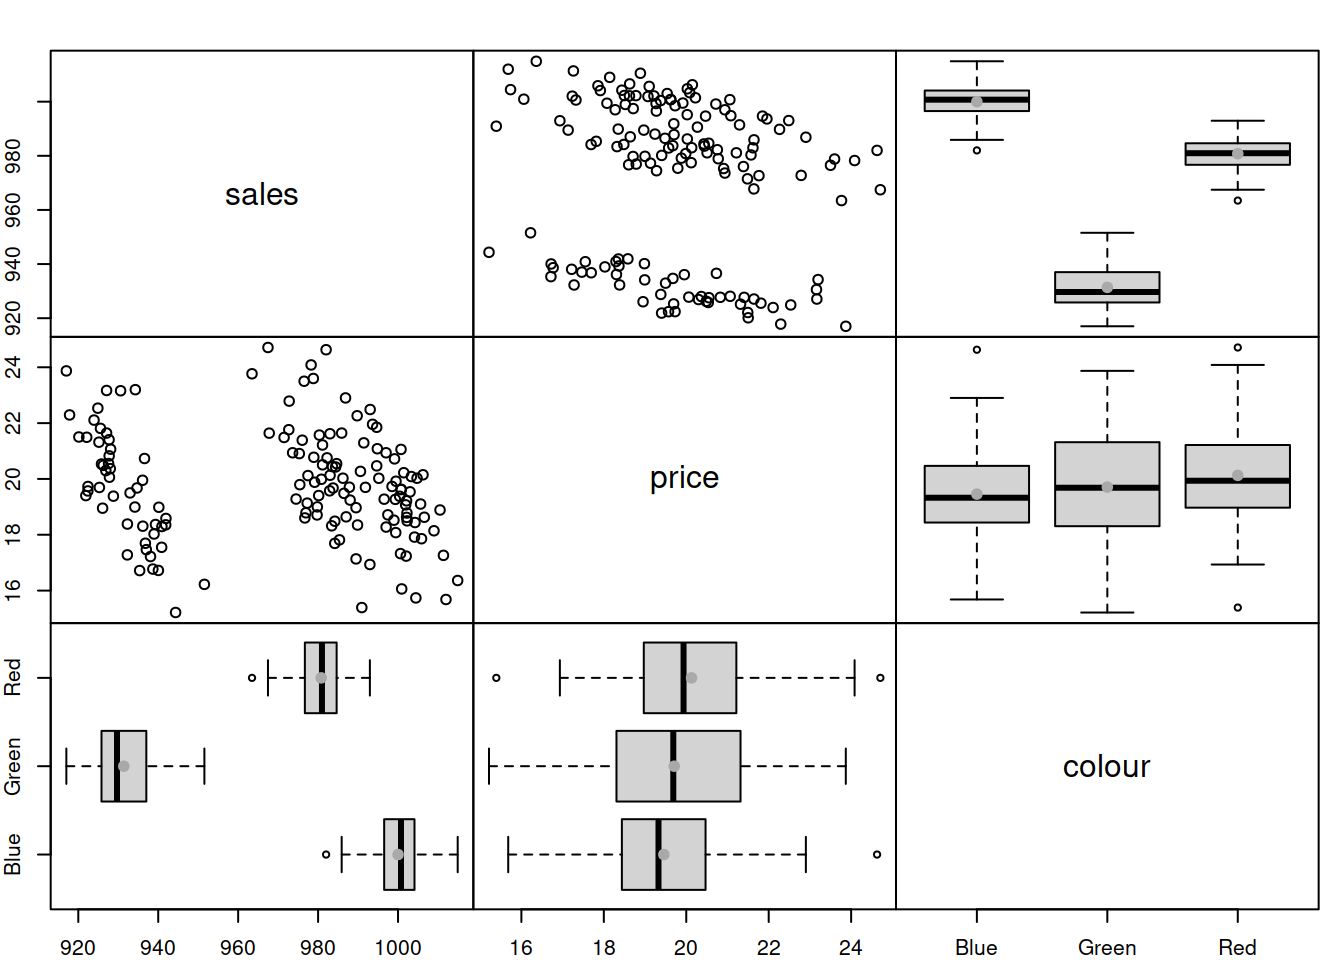 sales
980
960
940
920
24
22
20
18
16
price
Red
Green
Blue
colour
920 940 960 980 1000
16 18 20 22 24
Blue Green Red